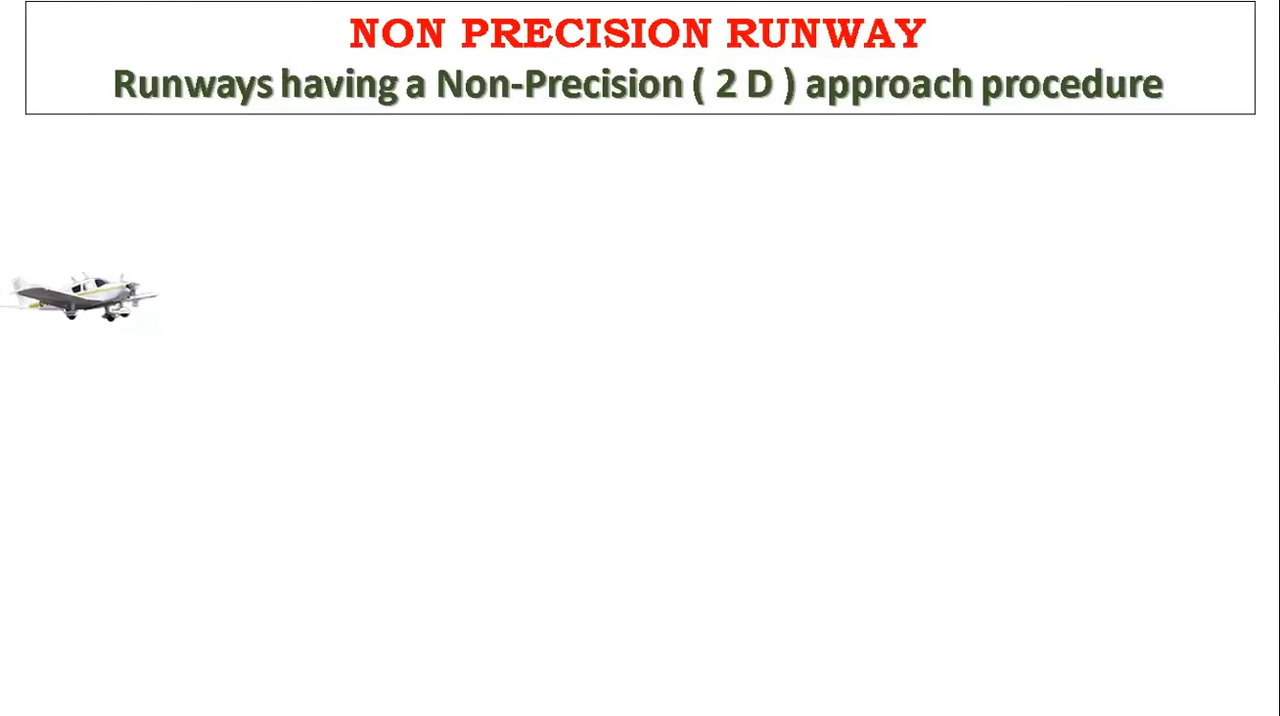 NON PRECISION RUNWAY
Runways having a Non-Precision ( 2 D ) approach procedure